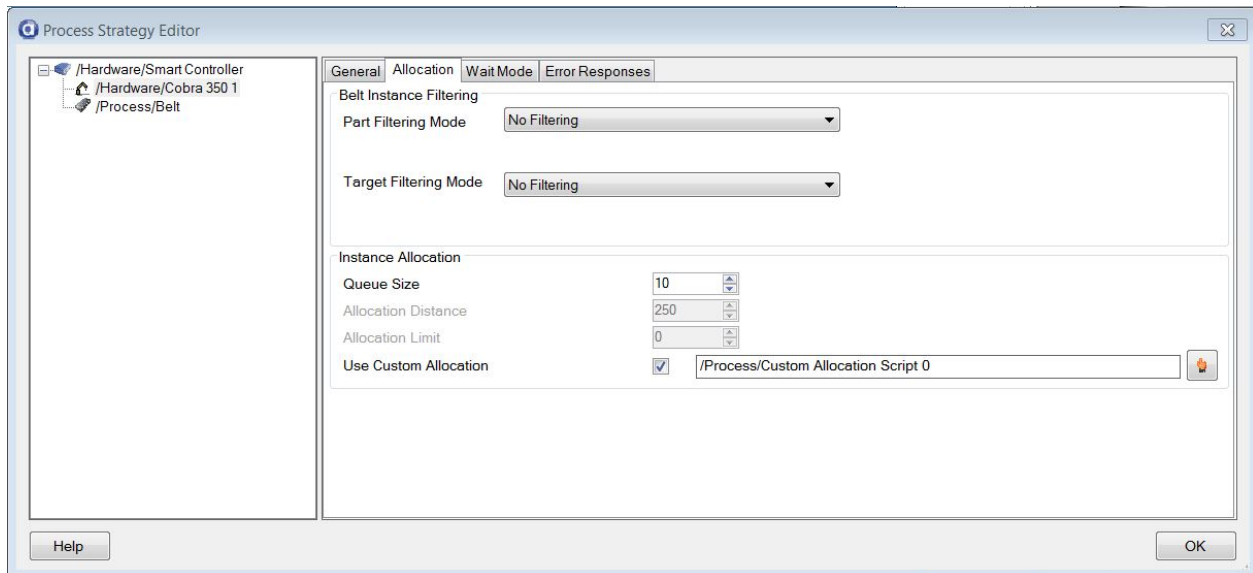 Process Strategy Editor
/Hardware/Smart Controller
/Hardware/Cobra 350 1
/Process/Belt
General Allocation Wait Mode Error Responses
Belt Instance Filtering
Part Filtering Mode No Filtering
Target Filtering Mode No Filtering
Instance Allocation
Queue Size 10
Allocation Distance 250
Allocation Limit 0
Use Custom Allocation /Process/Custom Allocation Script 0
Help OK